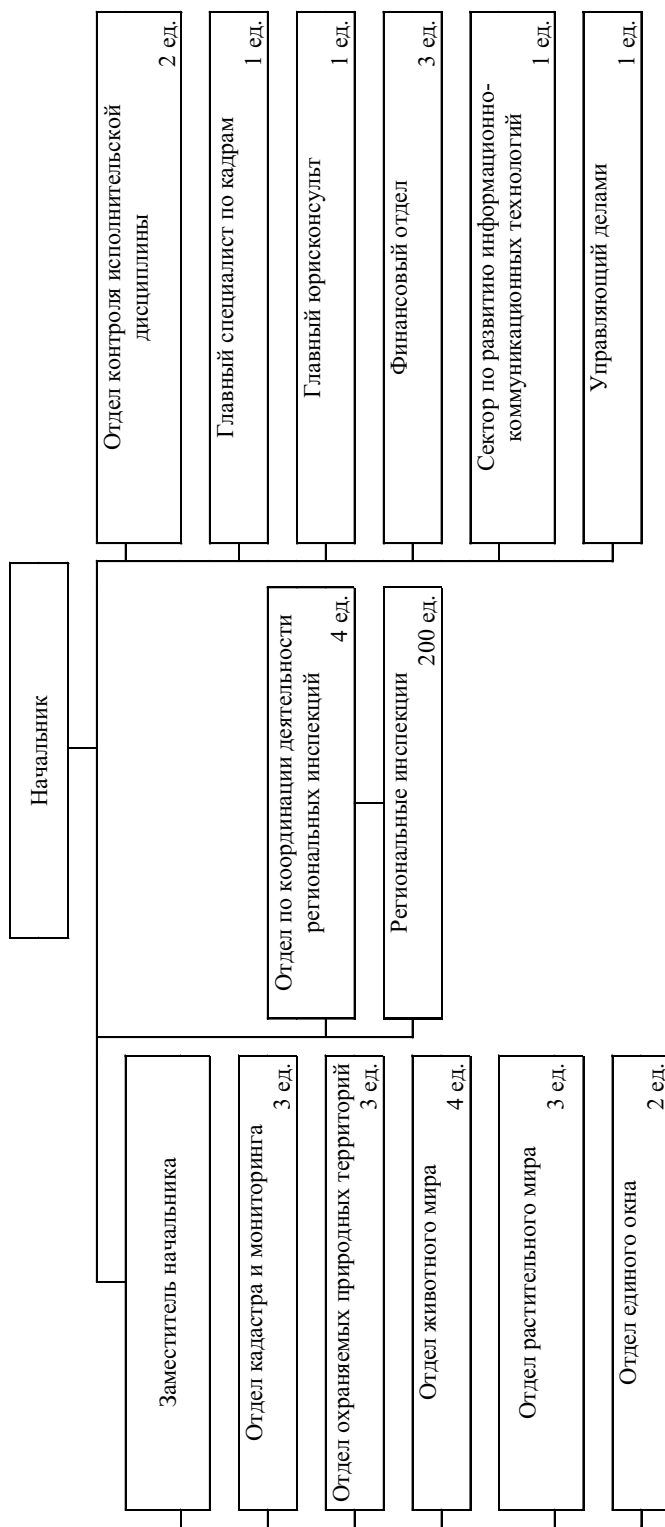 Начальник
Заместитель начальника
Отдел кадастра и мониторинга
3 ед.
Отдел охраняемых природных территорий
3 ед.
Отдел животного мира
4 ед.
Отдел растительного мира
3 ед.
Отдел единого окна
2 ед.
Отдел по координации деятельности
региональных инспекций
4 ед.
Региональные инспекции
200 ед.
Отдел контроля исполнительской
дисциплины
2 ед.
Главный специалист по кадрам
1 ед.
Главный юрисконсульт
1 ед.
Финансовый отдел
3 ед.
Сектор по развитию информационно-
коммуникационных технологий
1 ед.
Управляющий делами
1 ед.